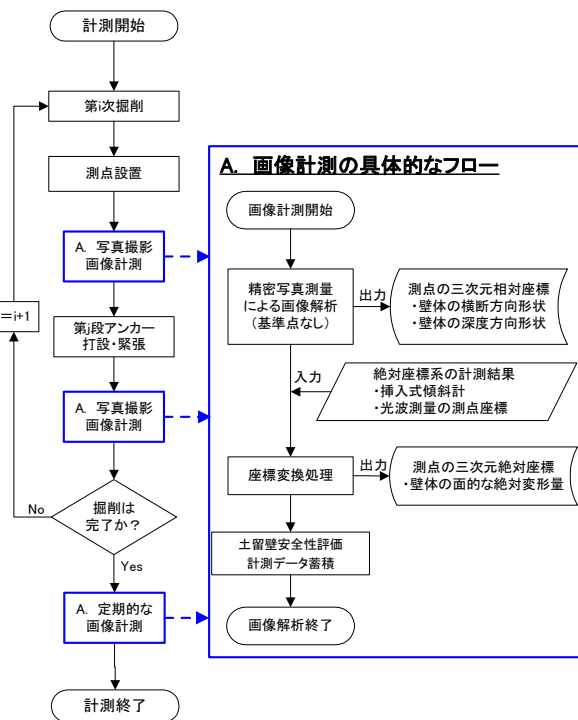 計測開始
第i次掘削
測点設置
A. 写真撮影
画像計測
=i+1
第j段アンカー
打設・緊張
A. 写真撮影
画像計測
No
掘削は
完了か?
Yes
A. 定期的な
画像計測
計測終了
A. 画像計測の具体的なフロー
画像計測開始
精密写真測量
による画像解析
(基準点なし)
出力
測点の三次元相対座標
・壁体の横断方向形状
・壁体の深度方向形状
入力
絶対座標系の計測結果
・挿入式傾斜計
・光波測量の測点座標
座標変換処理
出力
測点の三次元絶対座標
・壁体の面的な絶対変形量
土留壁安全性評価
計測データ蓄積
画像解析終了